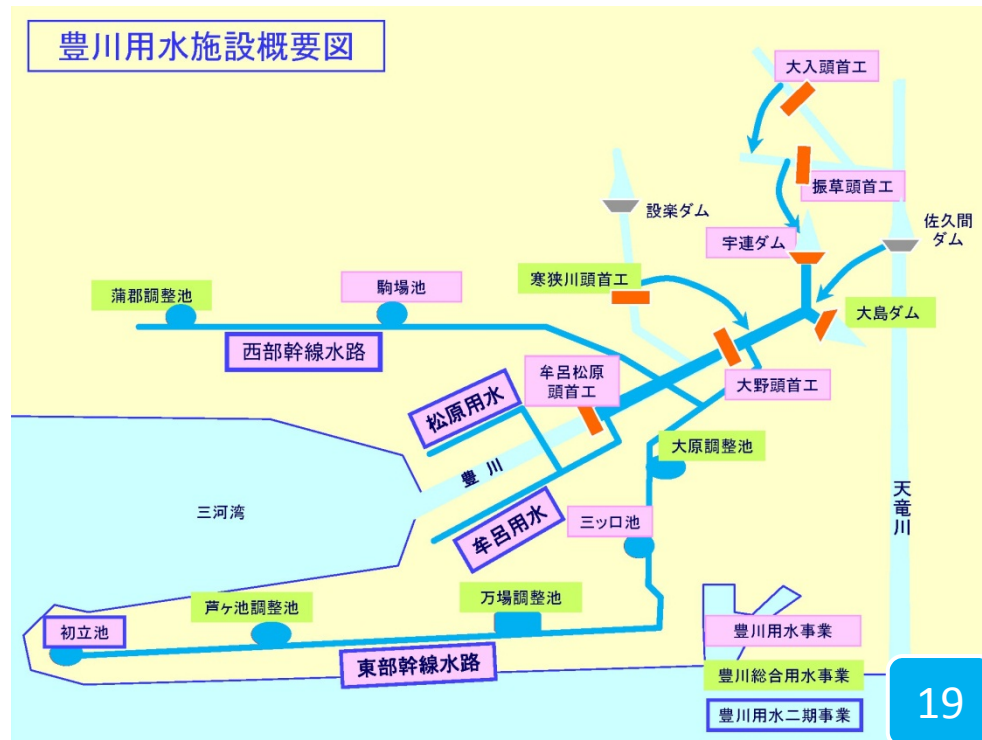 豊川用水施設概要図
大入頭首工
振草頭首工
設楽ダム
宇連ダム
佐久間
ダム
寒狭川頭首工
大島ダム
蒲郡調整池
駒場池
西部幹線水路
牟呂松原
頭首工
大野頭首工
松原用水
豊川
大原調整池
天竜川
三河湾
牟呂用水
三ッ口池
芦ヶ池調整池
万場調整池
初立池
東部幹線水路
豊川用水事業
豊川総合用水事業
豊川用水二期事業
19